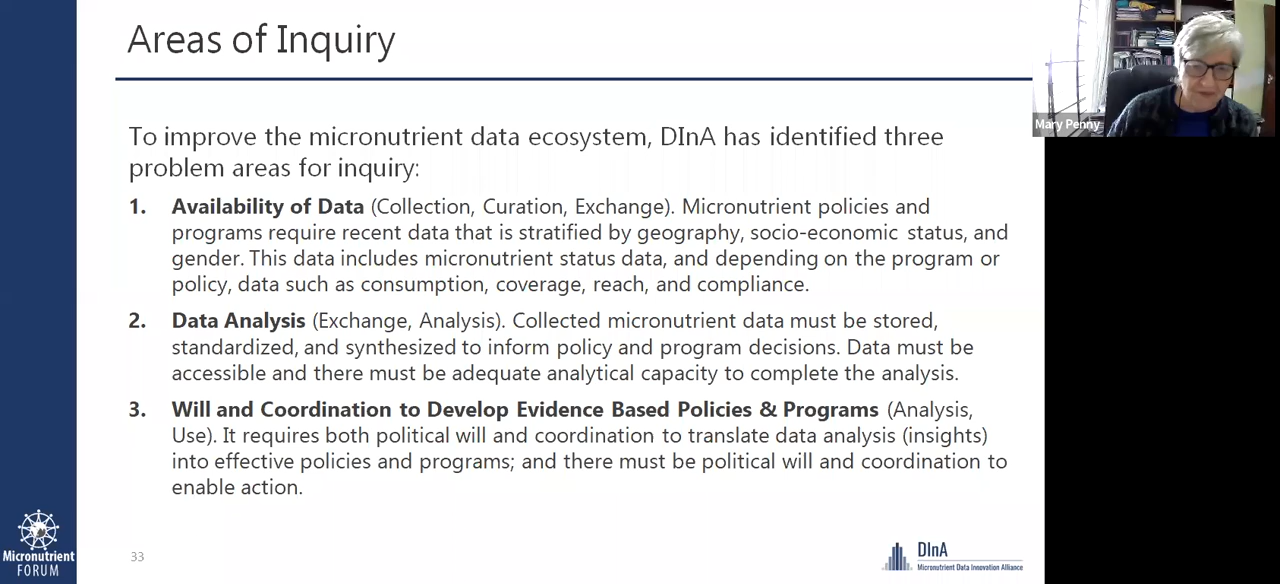 Areas of Inquiry
Mary Penny
To improve the micronutrient data ecosystem, DInA has identified three
problem areas for inquiry:
1. Availability of Data (Collection, Curation, Exchange). Micronutrient policies and
programs require recent data that is stratified by geography, socio-economic status, and
gender. This data includes micronutrient status data, and depending on the program or
policy, data such as consumption, coverage, reach, and compliance.
2. Data Analysis (Exchange, Analysis). Collected micronutrient data must be stored,
standardized, and synthesized to inform policy and program decisions. Data must be
accessible and there must be adequate analytical capacity to complete the analysis.
3. Will and Coordination to Develop Evidence Based Policies & Programs (Analysis,
Use). It requires both political will and coordination to translate data analysis (insights)
into effective policies and programs; and there must be political will and coordination to
enable action.
Micronutrient
FORUM
33
DInA
Micronutrient Data Innovation Alliance